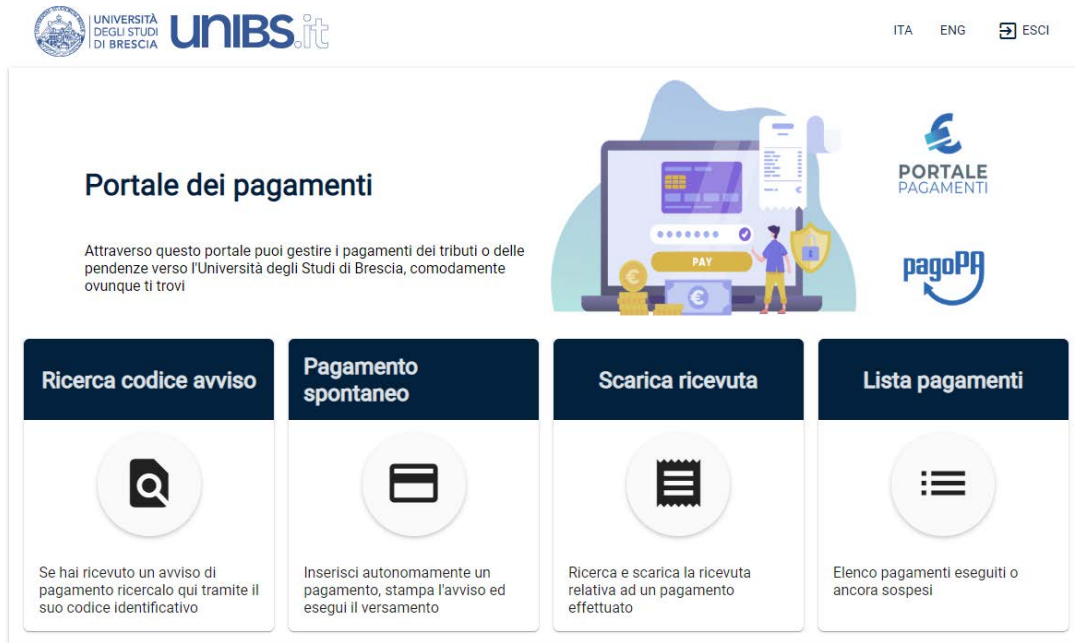 UNIVERSITÀ
DEGLI STUDI
DI BRESCIA
UNIBS.it
ITA ENG ESCI
Portale dei pagamenti
Attraverso questo portale puoi gestire i pagamenti dei tributi o delle
pendenze verso l'Università degli Studi di Brescia, comodamente
ovunque ti trovi
PAY
PORTALE
PAGAMENTI
pagoPA
Ricerca codice avviso
Se hai ricevuto un avviso di
pagamento ricercalo qui tramite il
suo codice identificativo
Pagamento
spontaneo
Inserisci autonomamente un
pagamento, stampa l'avviso ed
esegui il versamento
Scarica ricevuta
Ricerca e scarica la ricevuta
relativa ad un pagamento
effettuato
Lista pagamenti
Elenco pagamenti eseguiti o
ancora sospesi